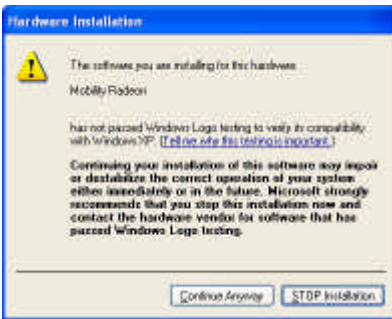 Hardware Installation
The software you are installing for this hardware:
Mobility Radeon
has not passed Windows Logo testing to verify its compatibility
with Windows XP. (Tell me why this testing is important.)
Continuing your installation of this software may impair
or destabilize the correct operation of your system
either immediately or in the future. Microsoft strongly
recommends that you stop this installation now and
contact the hardware vendor for software that has
passed Windows Logo testing.
Continue Anyway
STOP Installation